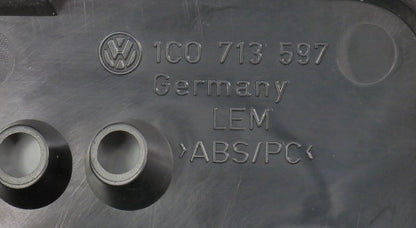 1C0 713 597
Germany
LEM
>ABS/PC<